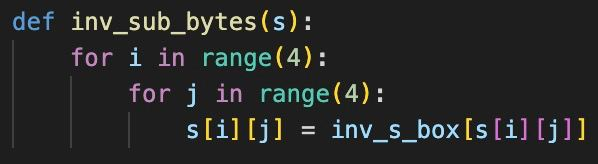 def inv_sub_bytes(s):
    for i in range(4):
        for j in range(4):
            s[i][j] = inv_s_box[s[i][j]]